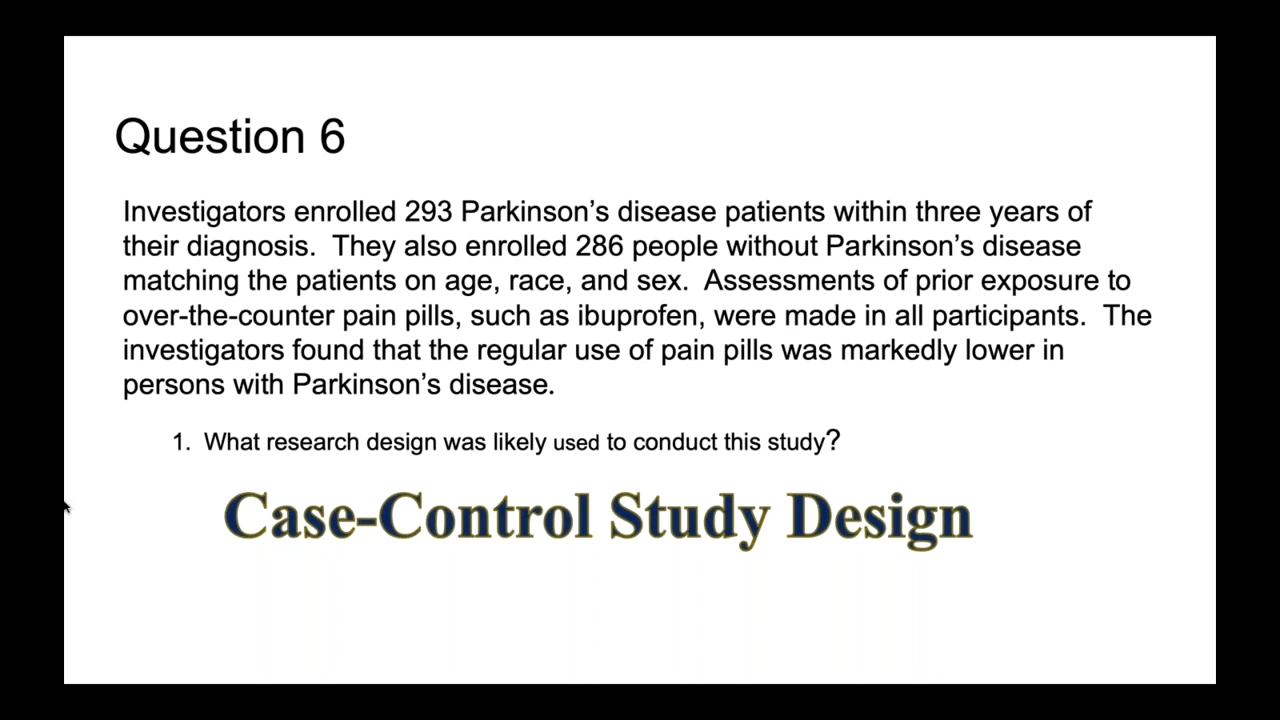 Question 6
Investigators enrolled 293 Parkinson’s disease patients within three years of
their diagnosis.  They also enrolled 286 people without Parkinson’s disease
matching the patients on age, race, and sex.  Assessments of prior exposure to
over-the-counter pain pills, such as ibuprofen, were made in all participants.  The
investigators found that the regular use of pain pills was markedly lower in
persons with Parkinson’s disease.
1.  What research design was likely used to conduct this study?
Case-Control Study Design